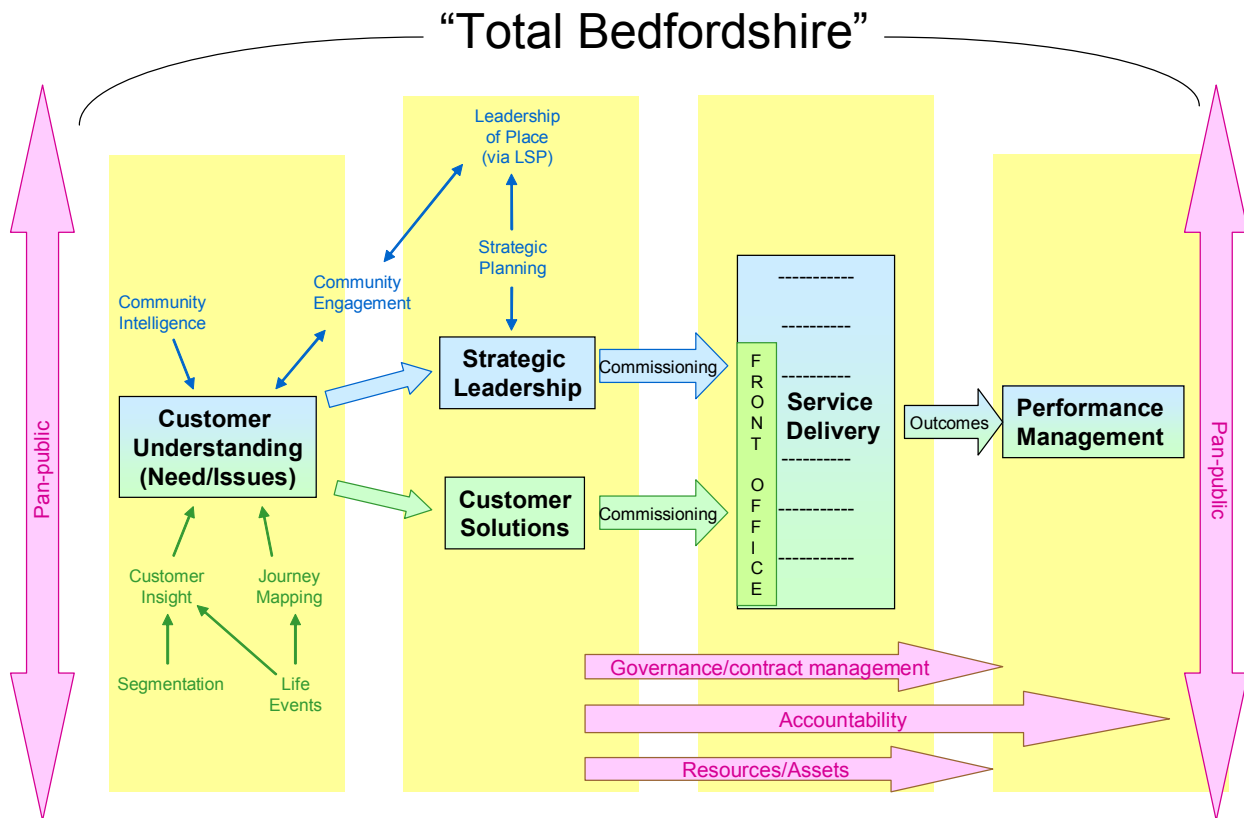 “Total Bedfordshire”
Leadership
of Place
(via LSP)
Strategic
Planning
Community
Engagement
Community
Intelligence
Customer
Understanding
(Need/Issues)
Customer
Insight
Journey
Mapping
Segmentation
Life
Events
Strategic
Leadership
Customer
Solutions
Commissioning
Commissioning
-----------
----------
-----------
FRONT OFFICE
Service
Delivery
-----------
----------
-----------
Outcomes
Performance
Management
Governance/contract management
Accountability
Resources/Assets
Pan-public
Pan-public